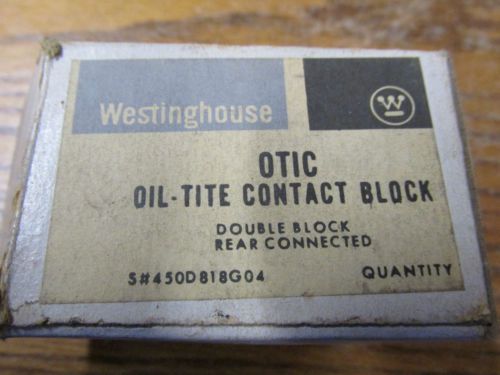 Westinghouse
W
OTIC
OIL-TITE CONTACT BLOCK
DOUBLE BLOCK
REAR CONNECTED
S#450D818G04 QUANTITY